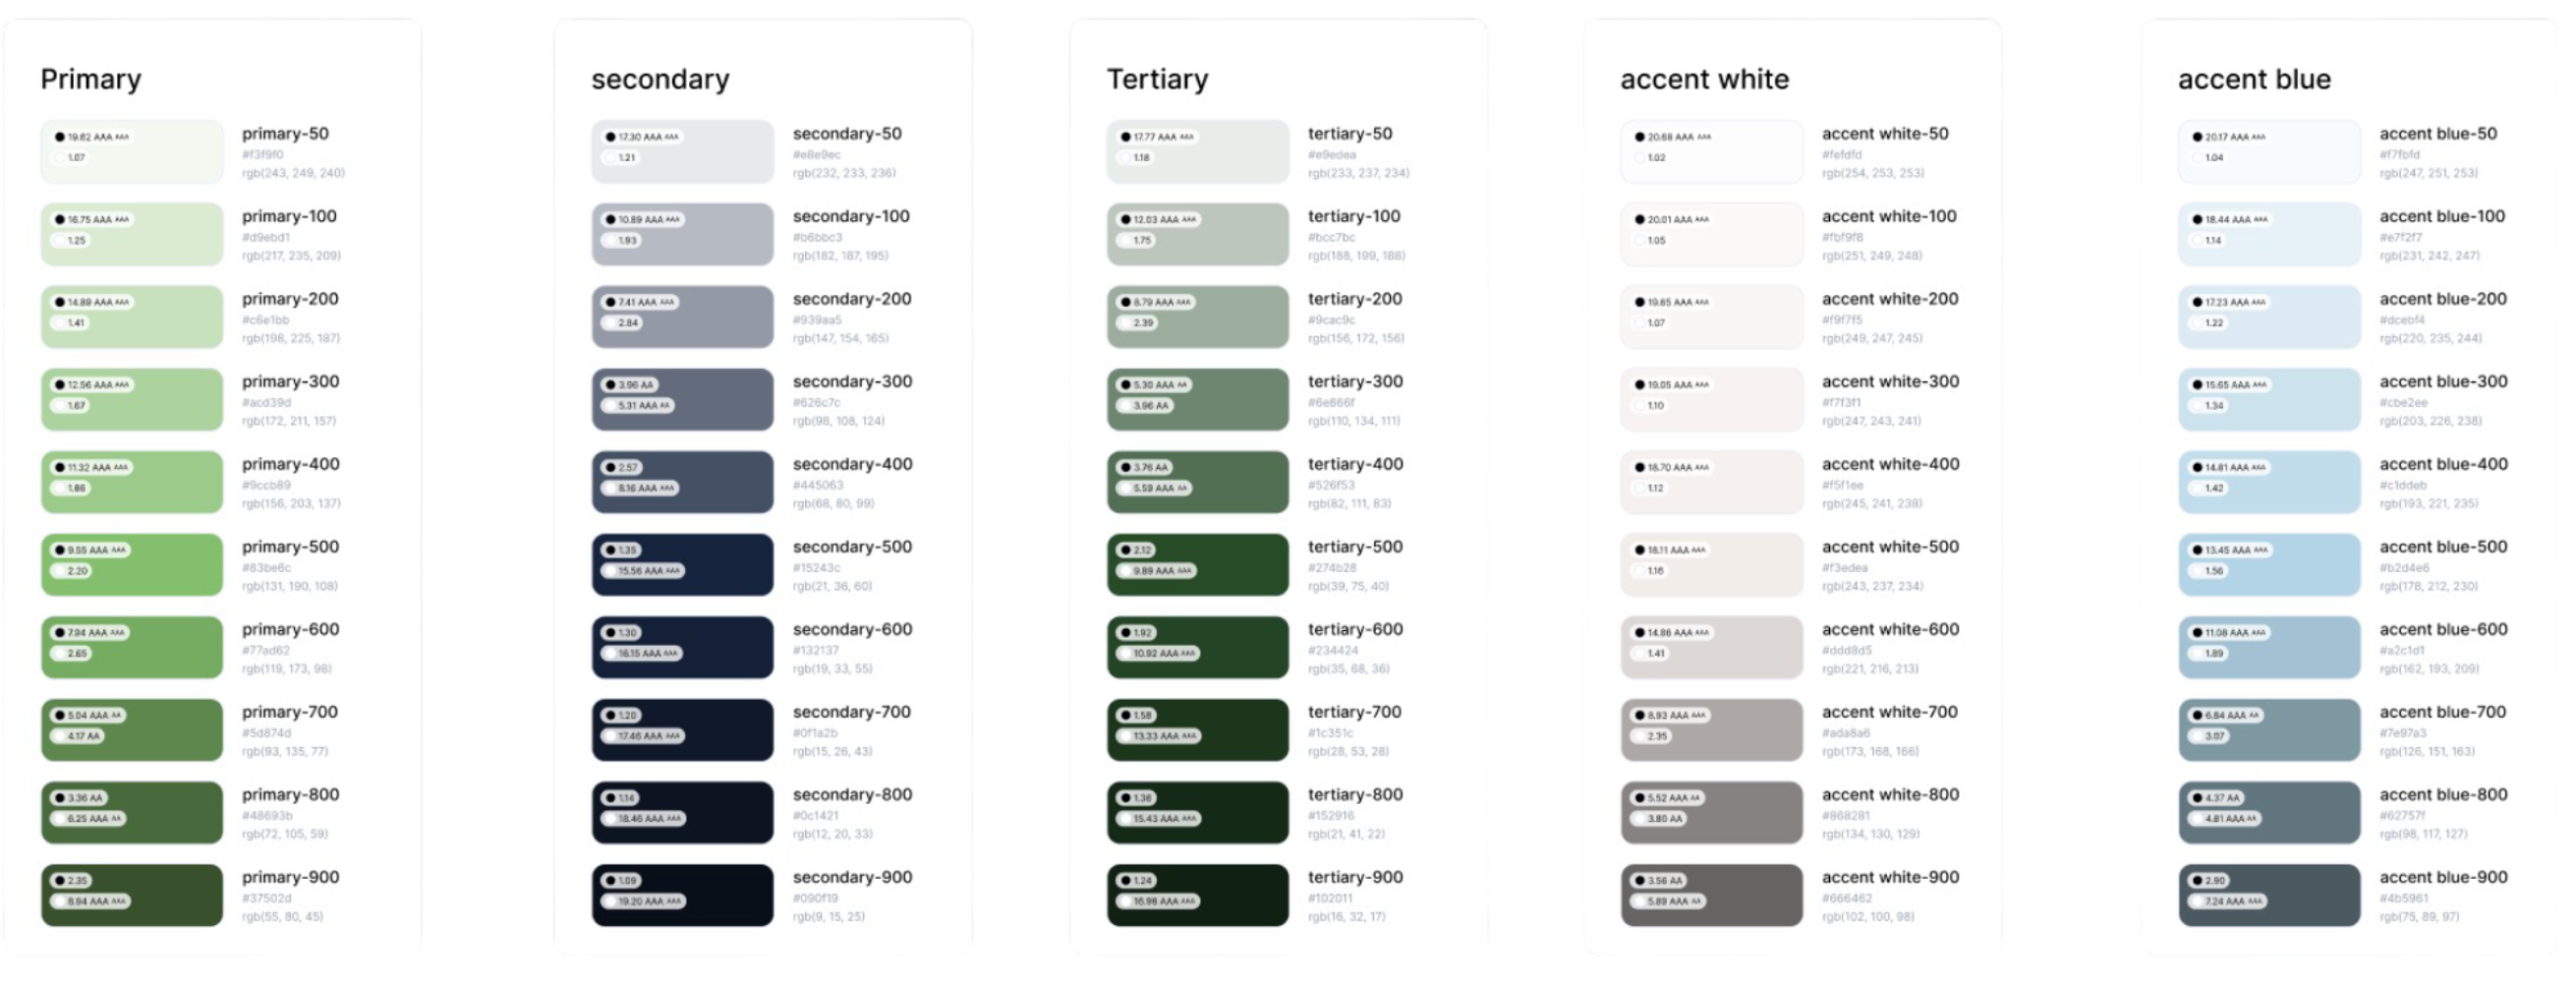 Primary
19.62 AAA AAA
1.07
primary-50
#f3f9f0
rgb(243, 249, 240)
16.75 AAA AAA
1.25
primary-100
#d9ebd1
rgb(217, 235, 209)
14.89 AAA AAA
1.41
primary-200
#c6e1bb
rgb(198, 225, 187)
12.56 AAA AAA
1.67
primary-300
#acd39d
rgb(172, 211, 157)
11.32 AAA AAA
1.86
primary-400
#9ccb89
rgb(156, 203, 137)
9.55 AAA AAA
2.20
primary-500
#83be6c
rgb(131, 190, 108)
7.94 AAA AAA
2.65
primary-600
#77ad62
rgb(119, 173, 98)
5.04 AAA AA
4.17 AA
primary-700
#5d874d
rgb(93, 135, 77)
3.36 AA
6.25 AAA AA
primary-800
#48693b
rgb(72, 105, 59)
2.35
8.94 AAA AAA
primary-900
#37502d
rgb(55, 80, 45)
secondary
17.30 AAA AAA
1.21
secondary-50
#e8e9ec
rgb(232, 233, 236)
10.89 AAA AAA
1.93
secondary-100
#b6bbc3
rgb(182, 187, 195)
7.41 AAA AAA
2.84
secondary-200
#939aa5
rgb(147, 154, 165)
3.96 AA
5.31 AAA AA
secondary-300
#626c7c
rgb(98, 108, 124)
2.57
8.16 AAA AAA
secondary-400
#445063
rgb(68, 80, 99)
1.35
15.56 AAA AAA
secondary-500
#15243c
rgb(21, 36, 60)
1.30
16.15 AAA AAA
secondary-600
#132137
rgb(19, 33, 55)
1.20
17.46 AAA AAA
secondary-700
#0f1a2b
rgb(15, 26, 43)
1.14
18.46 AAA AAA
secondary-800
#0c1421
rgb(12, 20, 33)
1.09
19.20 AAA AAA
secondary-900
#090f19
rgb(9, 15, 25)
Tertiary
17.77 AAA AAA
1.18
tertiary-50
#e9edea
rgb(233, 237, 234)
12.03 AAA AAA
1.75
tertiary-100
#bcc7bc
rgb(188, 199, 188)
8.79 AAA AAA
2.39
tertiary-200
#9cac9c
rgb(156, 172, 156)
5.30 AAA AA
3.96 AA
tertiary-300
#6e866f
rgb(110, 134, 111)
3.76 AA
5.59 AAA AA
tertiary-400
#526f53
rgb(82, 111, 83)
2.12
9.89 AAA AAA
tertiary-500
#274b28
rgb(39, 75, 40)
1.92
10.92 AAA AAA
tertiary-600
#234424
rgb(35, 68, 36)
1.58
13.33 AAA AAA
tertiary-700
#1c351c
rgb(28, 53, 28)
1.36
15.43 AAA AAA
tertiary-800
#152916
rgb(21, 41, 22)
1.24
16.98 AAA AAA
tertiary-900
#102011
rgb(16, 32, 17)
accent white
20.68 AAA AAA
1.02
accent white-50
#fefdfd
rgb(254, 253, 253)
20.01 AAA AAA
1.05
accent white-100
#fbf9f8
rgb(251, 249, 248)
19.65 AAA AAA
1.07
accent white-200
#f9f7f5
rgb(249, 247, 245)
19.05 AAA AAA
1.10
accent white-300
#f7f3f1
rgb(247, 243, 241)
18.70 AAA AAA
1.12
accent white-400
#f5f1ee
rgb(245, 241, 238)
18.11 AAA AAA
1.16
accent white-500
#f3edea
rgb(243, 237, 234)
14.86 AAA AAA
1.41
accent white-600
#ddd8d5
rgb(221, 216, 213)
8.93 AAA AAA
2.35
accent white-700
#ada8a6
rgb(173, 168, 166)
5.52 AAA AA
3.80 AA
accent white-800
#868281
rgb(134, 130, 129)
3.56 AA
5.89 AAA AA
accent white-900
#666462
rgb(102, 100, 98)
accent blue
20.17 AAA AAA
1.04
accent blue-50
#f7fbfd
rgb(247, 251, 253)
18.44 AAA AAA
1.14
accent blue-100
#e7f2f7
rgb(231, 242, 247)
17.23 AAA AAA
1.22
accent blue-200
#dcebf4
rgb(220, 235, 244)
15.65 AAA AAA
1.34
accent blue-300
#cbe2ee
rgb(203, 226, 238)
14.81 AAA AAA
1.42
accent blue-400
#c1ddeb
rgb(193, 221, 235)
13.45 AAA AAA
1.56
accent blue-500
#b2d4e6
rgb(178, 212, 230)
11.08 AAA AAA
1.89
accent blue-600
#a2c1d1
rgb(162, 193, 209)
6.84 AAA AA
3.07
accent blue-700
#7e97a3
rgb(126, 151, 163)
4.37 AA
4.81 AAA AA
accent blue-800
#62757f
rgb(98, 117, 127)
2.90
7.24 AAA AAA
accent blue-900
#4b5961
rgb(75, 89, 97)